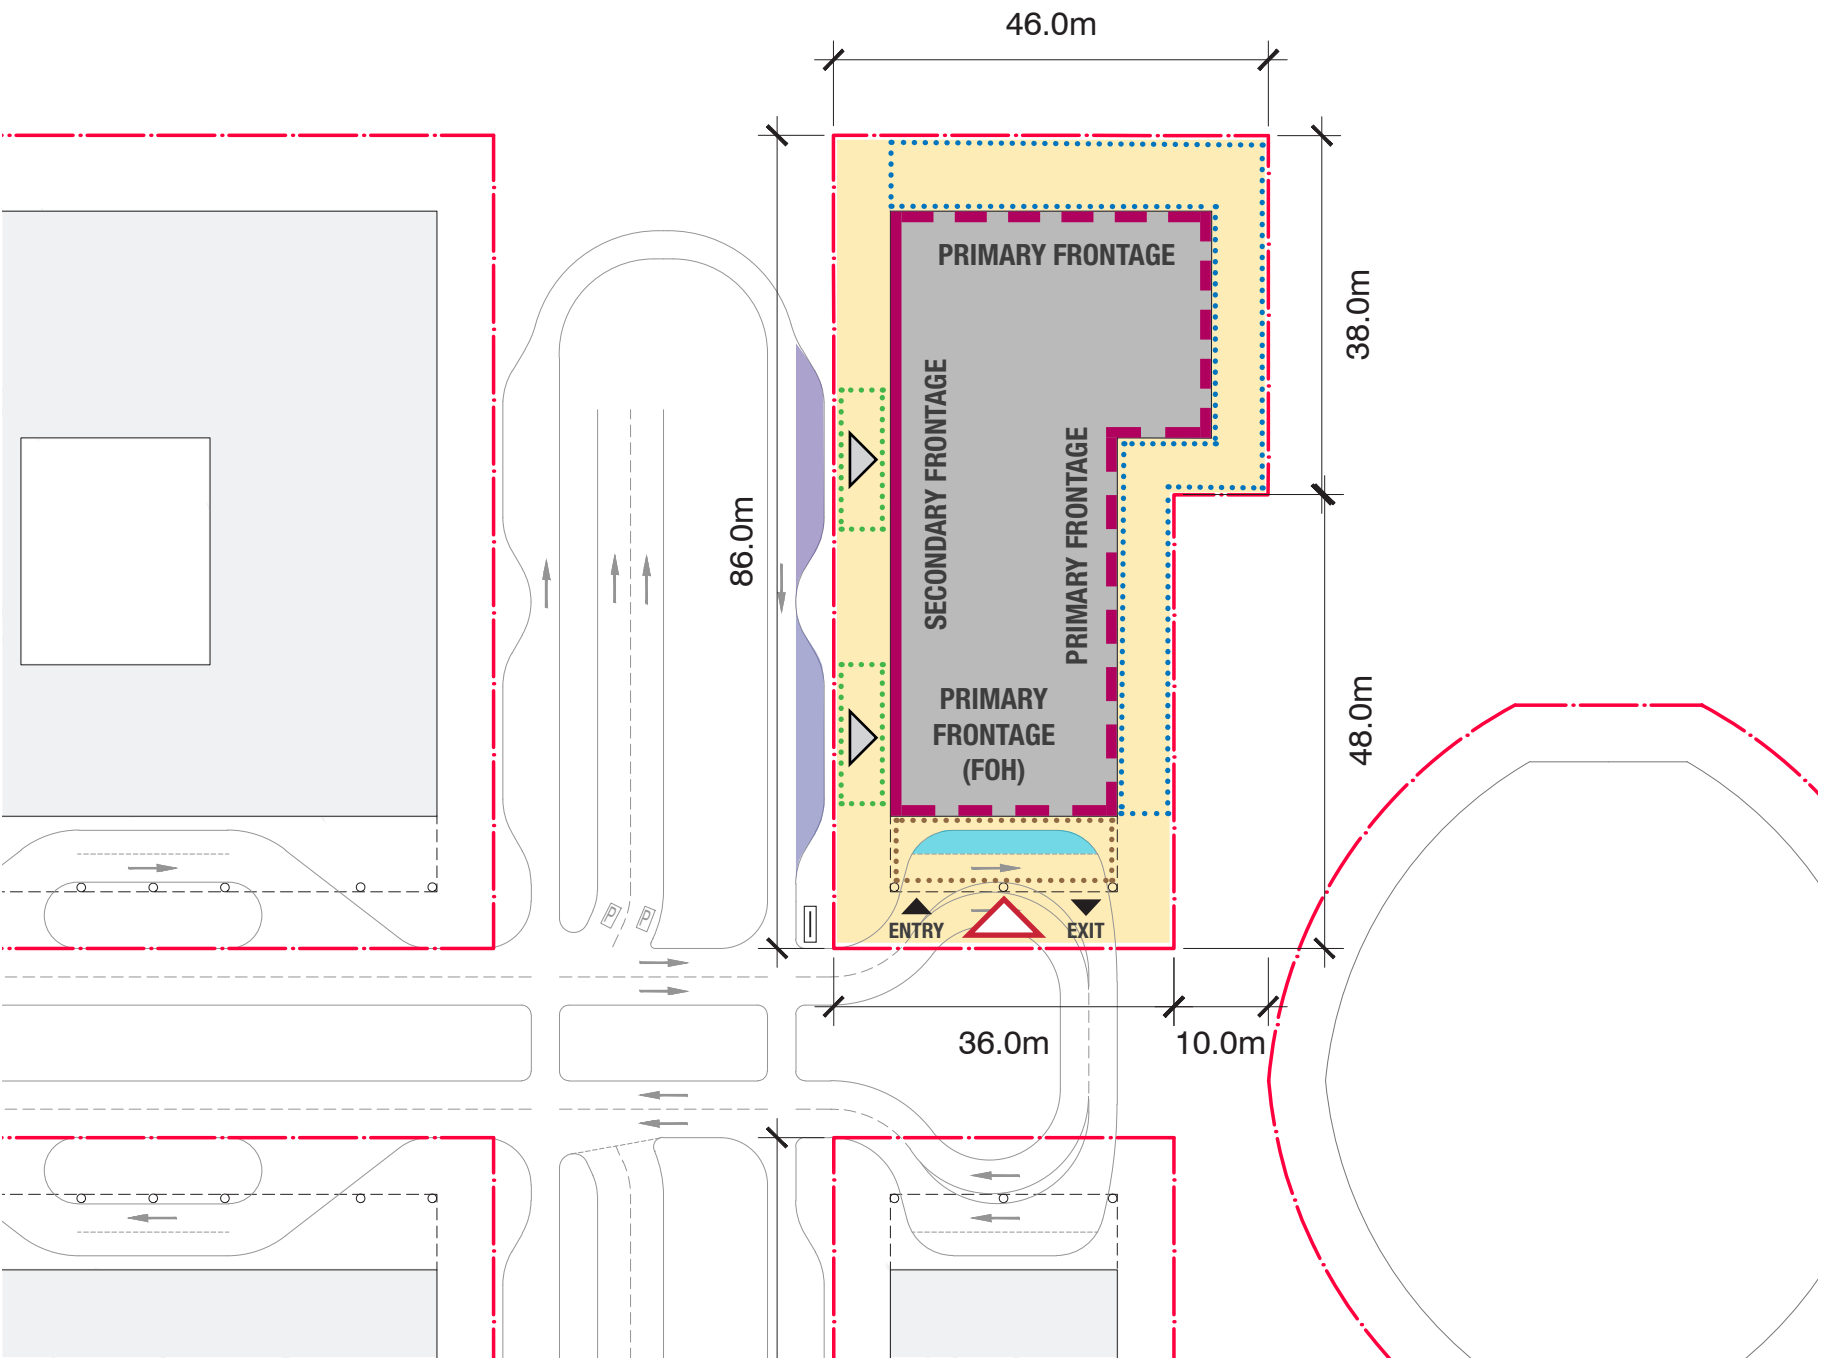 46.0m
PRIMARY FRONTAGE
38.0m
SECONDARY FRONTAGE
PRIMARY FRONTAGE
86.0m
PRIMARY
FRONTAGE
(FOH)
48.0m
P P
ENTRY EXIT
36.0m 10.0m